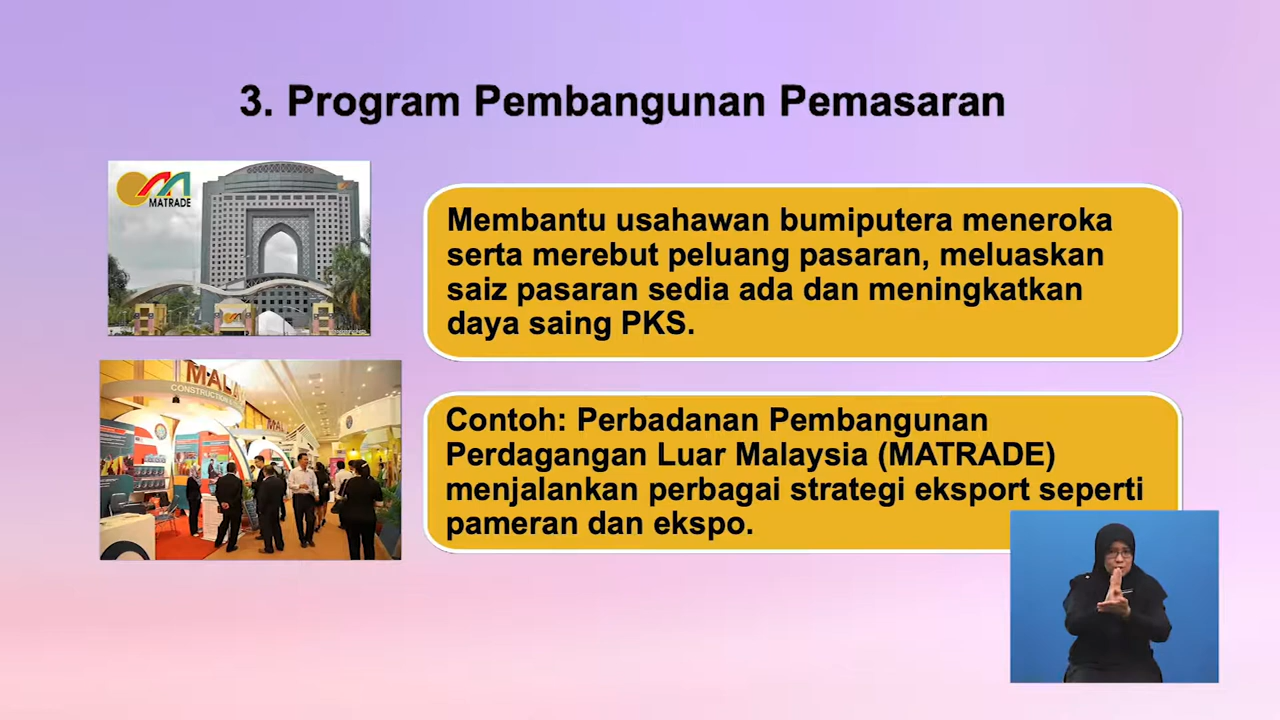 3. Program Pembangunan Pemasaran
MATRADE
Membantu usahawan bumiputera meneroka
serta merebut peluang pasaran, meluaskan
saiz pasaran sedia ada dan meningkatkan
daya saing PKS.
MALA
CONSTRUCTION &
Contoh: Perbadanan Pembangunan
Perdagangan Luar Malaysia (MATRADE)
menjalankan perbagai strategi eksport seperti
pameran dan ekspo.